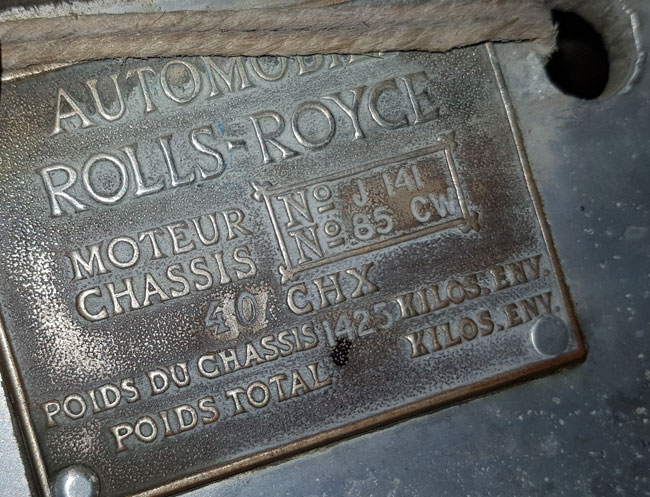 AUTOMOBILES
ROLLS-ROYCE
MOTEUR No J 141
CHASSIS No 85 CW
40 CHX
POIDS DU CHASSIS 1425 KILOS. ENV.
POIDS TOTAL KILOS. ENV.